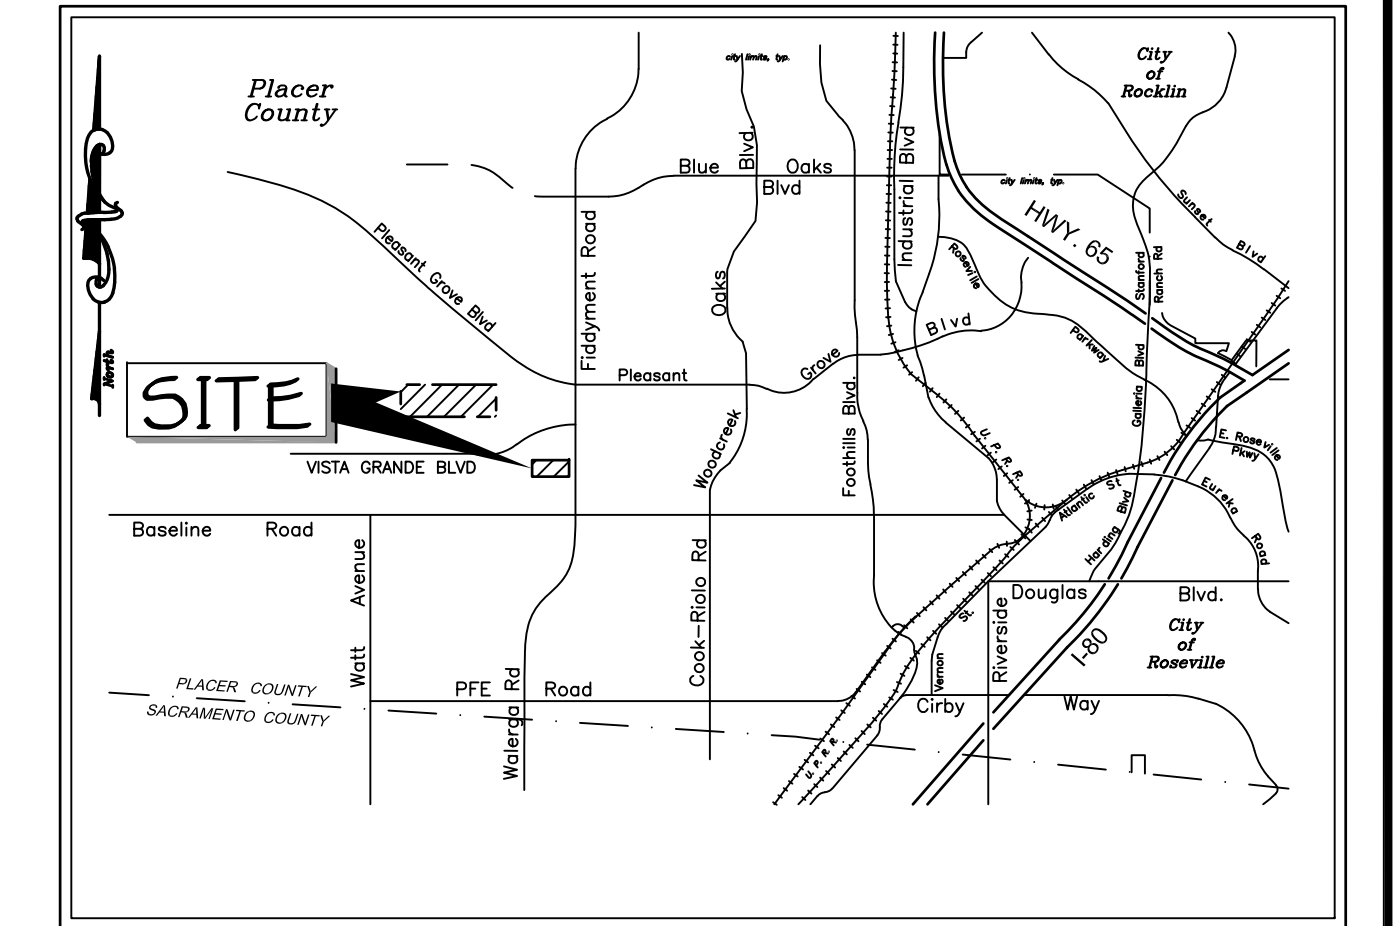 city limits, typ.
City
of
Rocklin
Placer
County
Blue Oaks
Blvd
Blvd.
Oaks
Woodcreek
Industrial Blvd
city limits, typ.
HWY. 65
Sunset Blvd
Stanford
Ranch Rd
Pleasant Grove Blvd
Fiddyment Road
Roseville
Parkway
Pleasant
Grove
Blvd
Galleria Blvd
North
SITE
Foothills Blvd.
VISTA GRANDE BLVD
U. P. R. R.
E. Roseville
Pkwy
Atlantic St
Eureka Road
Harding Blvd
Baseline Road
Watt Avenue
Cook-Riolo Rd
Douglas Blvd.
Riverside
St.
Vernon
City
of
Roseville
I-80
PLACER COUNTY
SACRAMENTO COUNTY
PFE Road
Walerga Rd
Cirby Way
U. P. R. R.